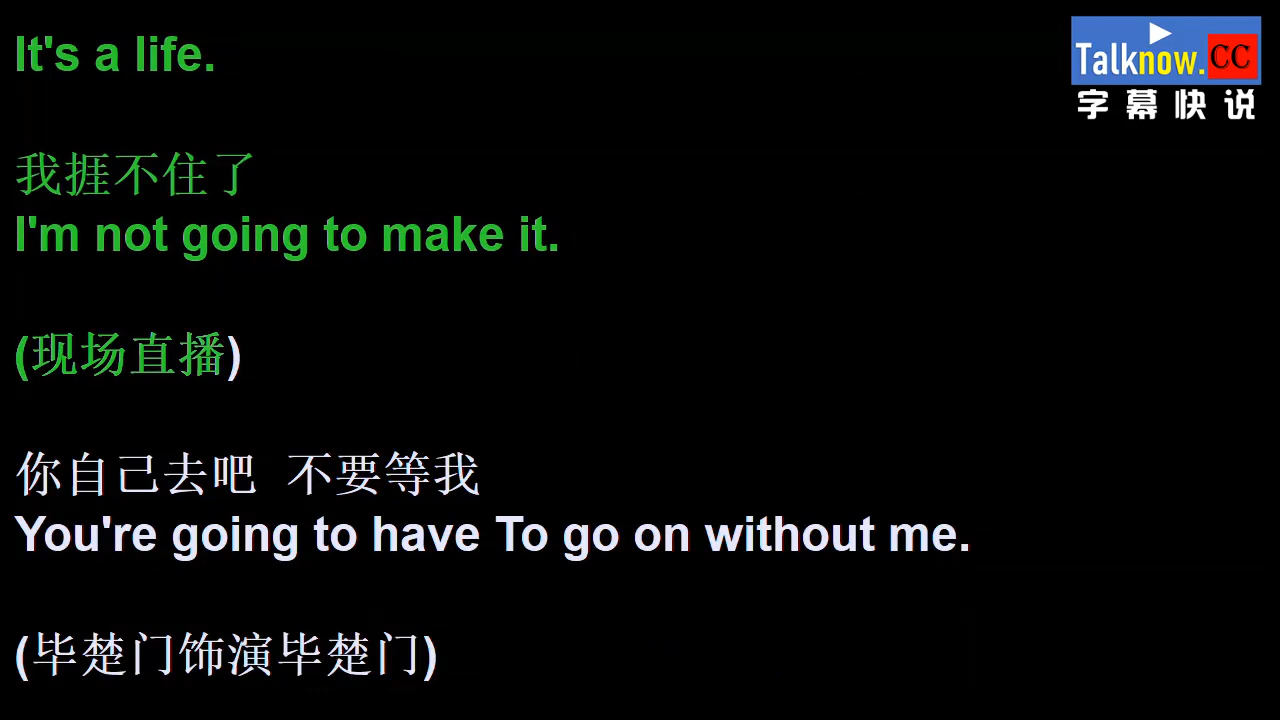 It's a life.
Talknow.CC
字幕快说
我捱不住了
I'm not going to make it.
(现场直播)
你自己去吧 不要等我
You're going to have To go on without me.
(毕楚门饰演毕楚门)